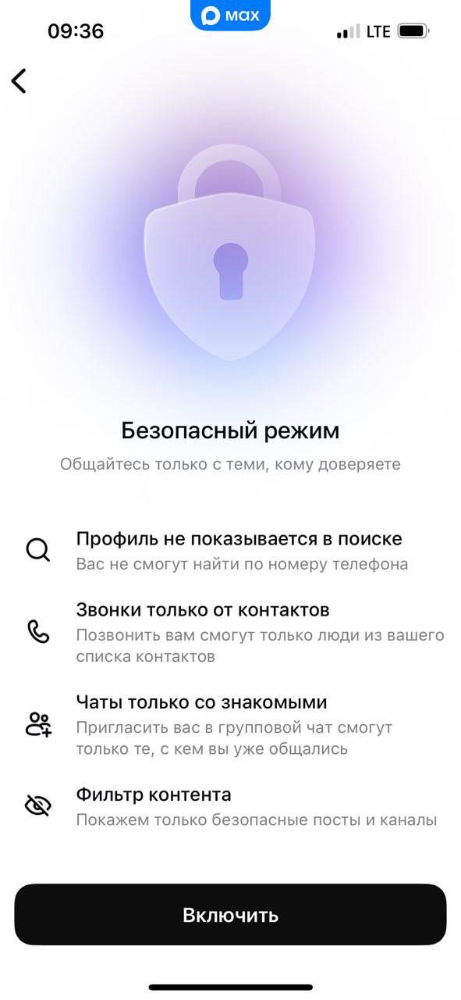 09:36
max
LTE
Безопасный режим
Общайтесь только с теми, кому доверяете
Профиль не показывается в поиске
Вас не смогут найти по номеру телефона
Звонки только от контактов
Позвонить вам смогут только люди из вашего
списка контактов
Чаты только со знакомыми
Пригласить вас в групповой чат смогут
только те, с кем вы уже общались
Фильтр контента
Покажем только безопасные посты и каналы
Включить